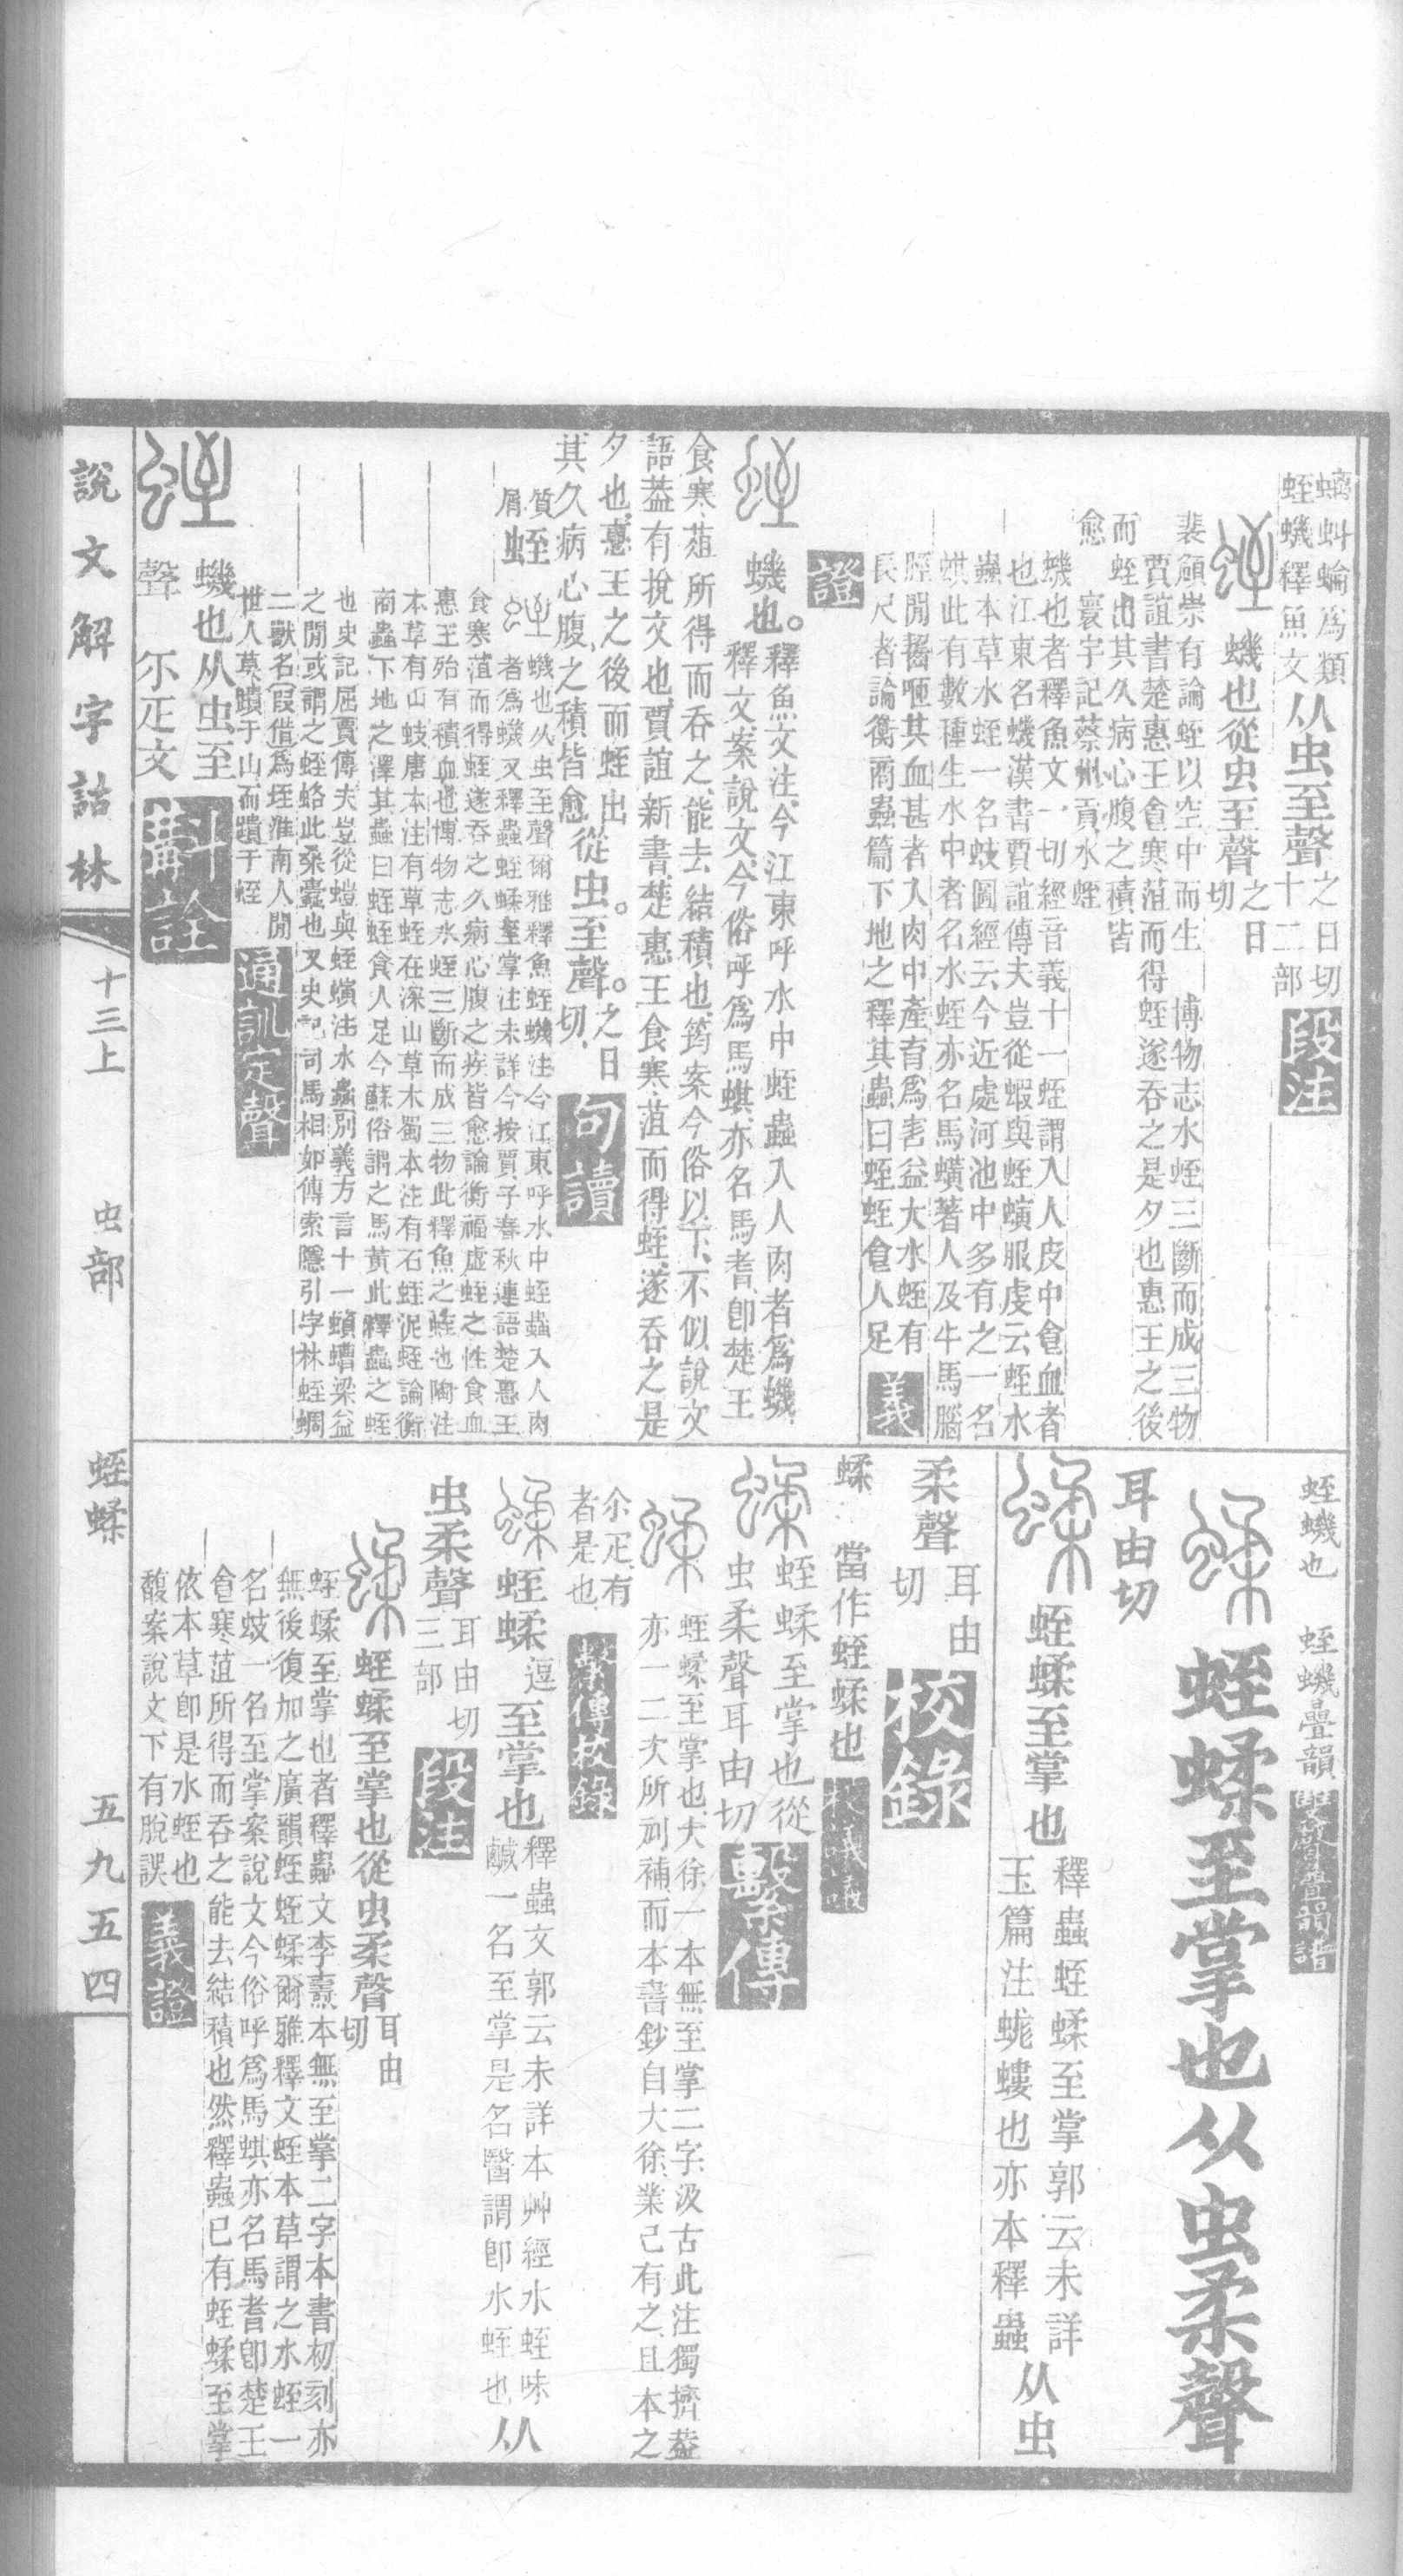 蠐蚪蝓爲類
蛭蟣釋魚文从虫至聲之日切十二部段注
蟣也從虫至聲之日切
裴頠崇有論蛭以空中而生 博物志水蛭三斷而成三物
賈誼書楚惠王𩚁寒葅而得蛭遂吞之是夕也惠王之後
而蛭出其久病心腹之積皆
愈 寰宇記蔡州貢水蛭
蟣也者釋魚文一切經音義十一蛭謂入人皮中𩚁血者
也江東名蟣漢書賈誼傳夫豈從蝦與蛭螾服虔云蛭水
蟲本草水蛭一名蚑圖經云今近處河池中多有之一名
蜞此有數種生水中者名水蛭亦名馬蟥著人及牛馬腦
脛閒齧咂其血甚者入肉中產育爲害益大水蛭有
長尺者論衡商蟲篇下地之釋其蟲曰蛭蛭𩚁人足義
證
蟣也。釋魚文注、今江東呼水中蛭蟲入人肉者爲蟣、
釋文、案說文、今俗呼爲馬蜞、亦名馬耆、卽楚王
食寒葅所得而吞之、能去結積也、筠案今俗以下、不似說文
語、葢有挩文也、賈誼新書、楚惠王食寒葅而得蛭、遂吞之、是
夕也、惠王之後而蛭出。
其久病心腹之積皆愈從虫至聲。之日切、句讀
質
屑蛭 蟣也从虫至聲爾雅釋魚蛭蟣注今江東呼水中蛭蟲入人肉
者爲蟣又釋蟲蛭蝚至掌注未詳今按賈子春秋連語楚惠王
食寒葅而得蛭遂吞之久病心腹之疾皆愈論衡福虛蛭之性食血
惠王殆有積血也博物志水蛭三斷而成三物此釋魚之蛭也陶注
本草有山蚑唐本注有草蛭在深山草木蜀本注有石蛭泥蛭論衡
商蟲下地之澤其蟲曰蛭蛭食人足今蘇俗謂之馬黃此釋蟲之蛭
也史記屈賈傳夫豈從螘與蛭螾注水蟲別義方言十一蠀螬梁益
之閒或謂之蛭蛒此桑蠹也又史記司馬相如傳索隱引字林蛭蜩
二獸名叚借爲垤淮南人閒
世人莫蹪于山而蹪于蛭 通訓定聲
蟣也从虫至
聲 不疋文斠詮
蛭蟣也 蛭蟣疊韻雙聲疊韻譜
蛭蝚至掌也从虫柔聲
耳由切
蛭蝚至掌也釋蟲蛭蝚至掌郭云未詳
玉篇注蛖螻也亦本釋蟲从虫
柔聲耳由切校錄
蝚 當作蛭蝚也校議議
蛭蝚至掌也從
虫柔聲耳由切繫傳
蛭蝚至掌也、大徐一本無至掌二字、汲古此注獨擠葢
亦一二次所刓補而本書鈔自大徐、業已有之、且本之
尒疋有
者是也繫傳校錄
蛭蝚逗至掌也釋蟲文郭云未詳本艸經水蛭味
鹹一名至掌是名醫謂卽水蛭也从
虫柔聲耳由切
三部段注
蛭蝚至掌也從虫柔聲耳由切
蛭蝚至掌也者釋蟲文李燾本無至掌二字本書初刻亦
無後復加之廣韻蛭蛭蝚爾雅釋文蛭本草謂之水蛭一
名蚑一名至掌案說文今俗呼爲馬蜞亦名馬耆卽楚王
𩚁寒葅所得而吞之能去結積也然釋蟲已有蛭蝚至掌
依本草卽是水蛭也
馥案說文下有脫誤義證
說文解字詁林 十三上 虫部 蛭蝚 五九五四